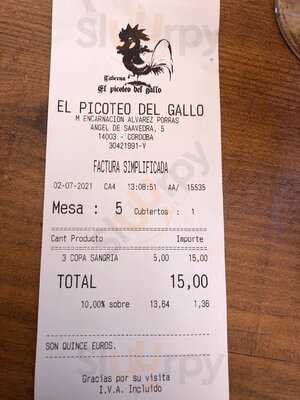 Taberna
El picoteo del gallo
EL PICOTEO DEL GALLO
M ENCARNACION ALVAREZ PORRAS
ANGEL DE SAAVEDRA, 5
14003 - CORDOBA
30421991-V
FACTURA SIMPLIFICADA
02-07-2021 CA4 13:08:51 AA/ 15535
Mesa : 5 Cubiertos : 1
Cant Producto Importe
3 COPA SANGRIA 5,00 15,00
TOTAL 15,00
10,00% sobre 13,64 1,36
SON QUINCE EUROS.
Gracias por su visita
I.V.A. Incluido